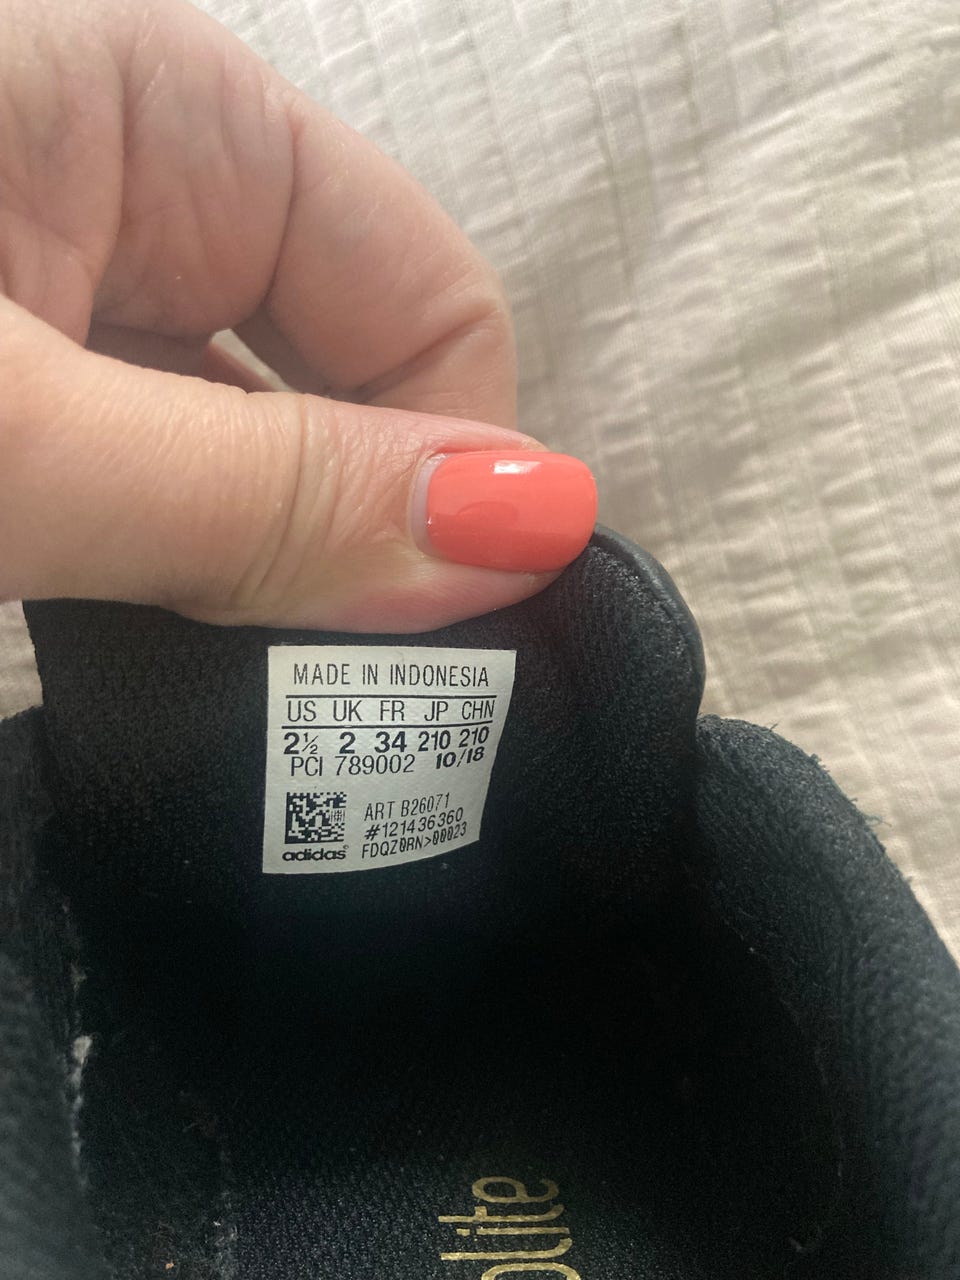 MADE IN INDONESIA
US UK FR JP CHN
2½ 2 34 210 210
PCI 789002 10/18
ART B26071
#121436360
adidas® FDQZ0RN>00023
olite